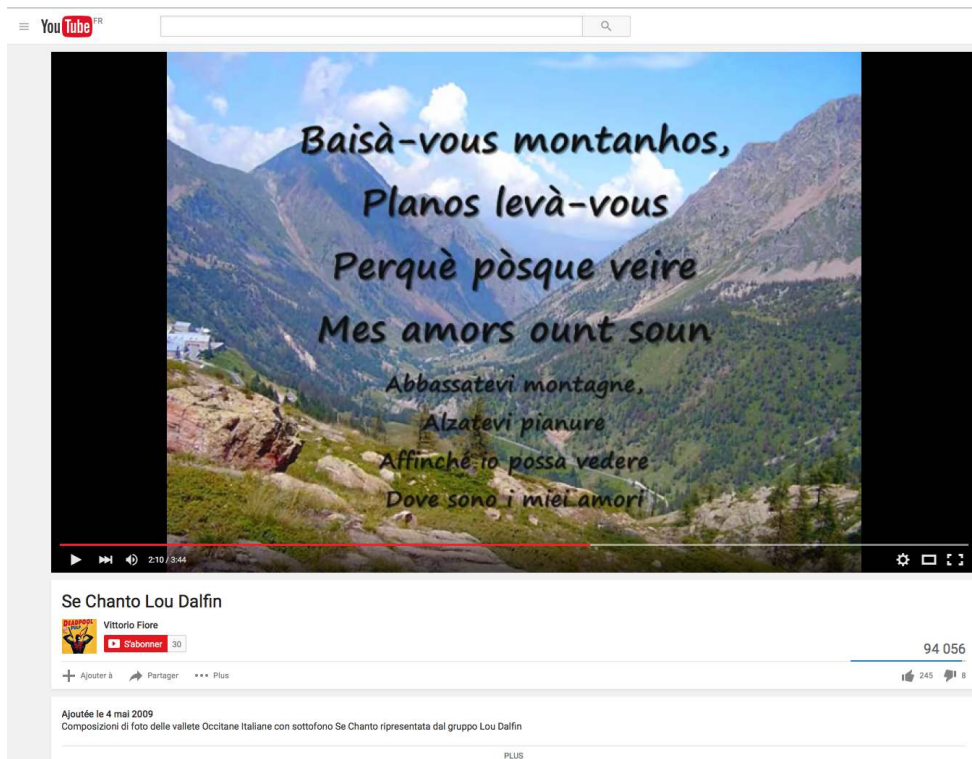 YouTube FR
Baisà-vous montanhos,
Planos levà-vous
Perquè pòsque veire
Mes amors ount soun
Abbassatevi montagne,
Alzatevi pianure
Affinché io possa vedere
Dove sono i miei amori
2:10 / 3:44
Se Chanto Lou Dalfin
DEADPOOL
Vittorio Fiore
S'abonner 30
94 056
Ajouter à Partager Plus 245 8
Ajoutée le 4 mai 2009
Composizioni di foto delle vallete Occitane Italiane con sottofono Se Chanto ripresentata dal gruppo Lou Dalfin
PLUS